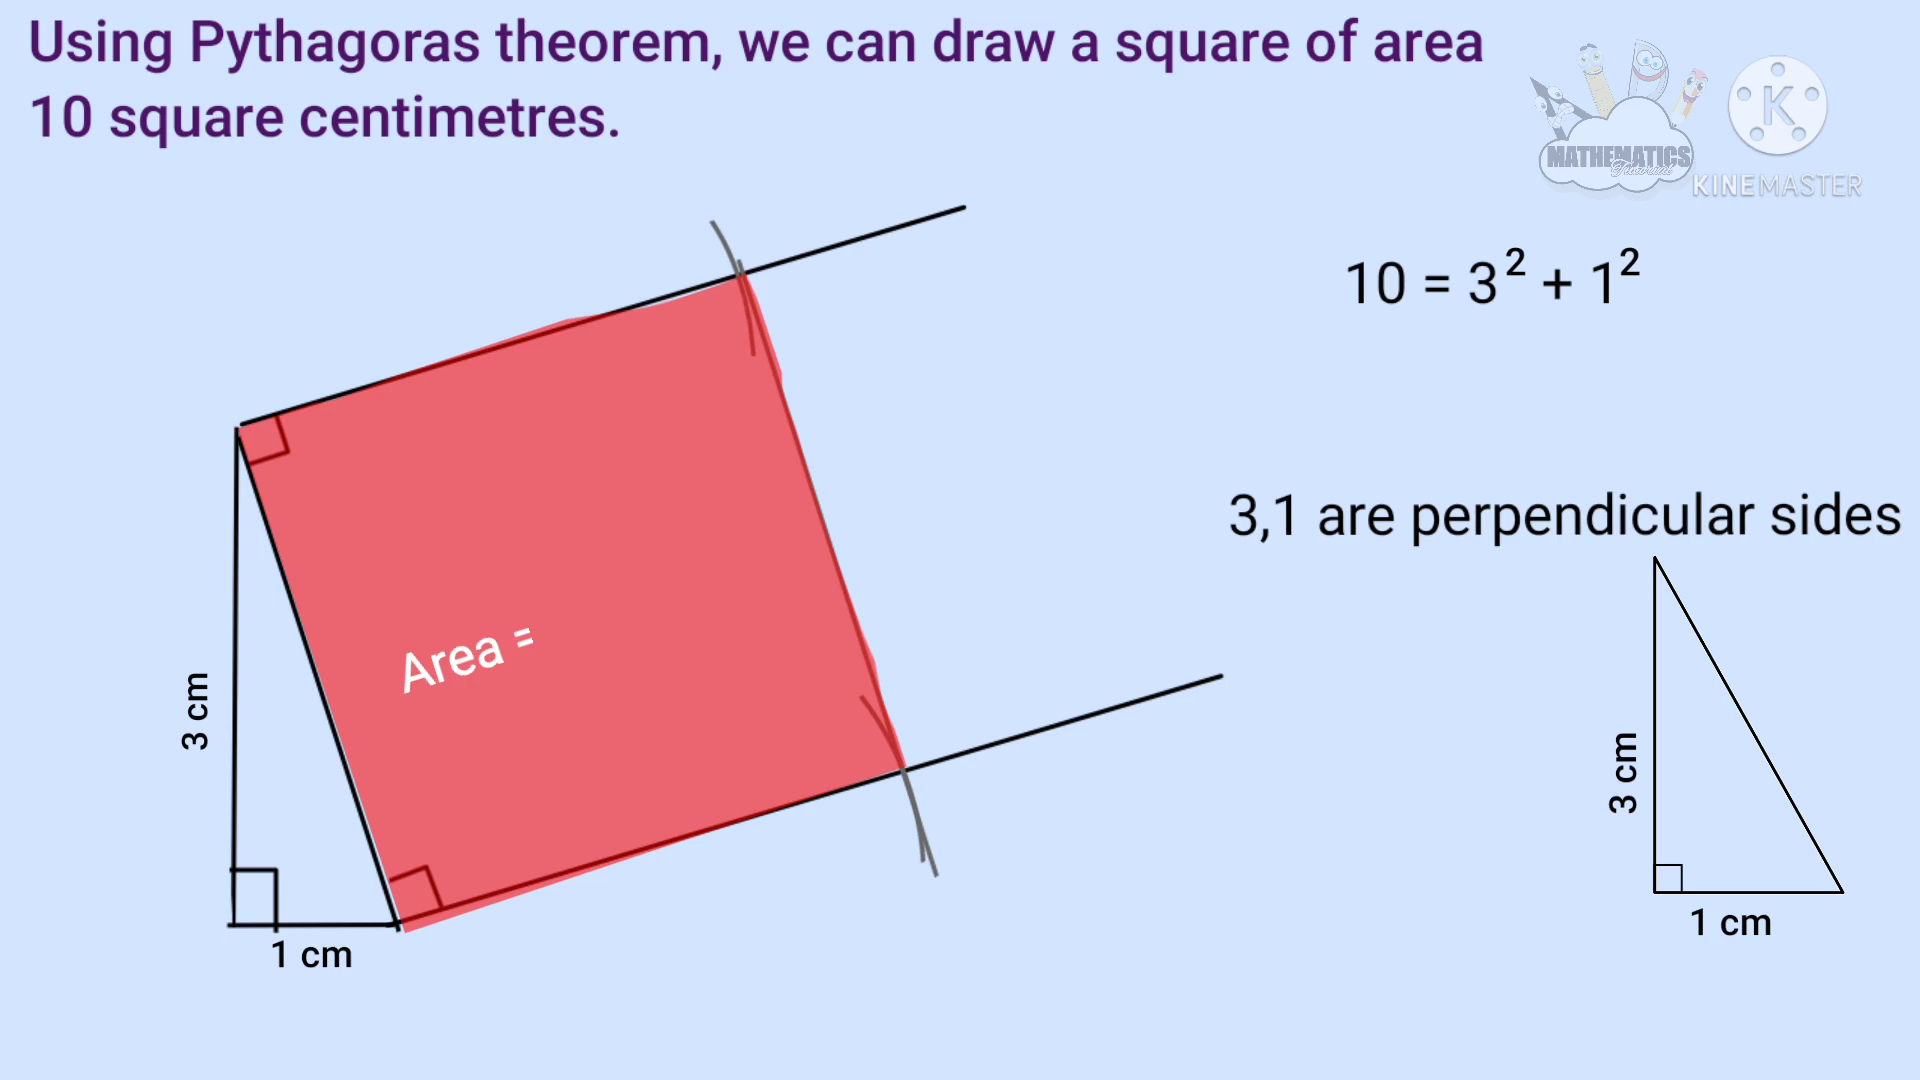 Using Pythagoras theorem, we can draw a square of area
10 square centimetres.
MATHEMATICS
Tutorial
K
KINEMASTER
10 = 3² + 1²
3,1 are perpendicular sides
Area =
3 cm
1 cm
3 cm
1 cm